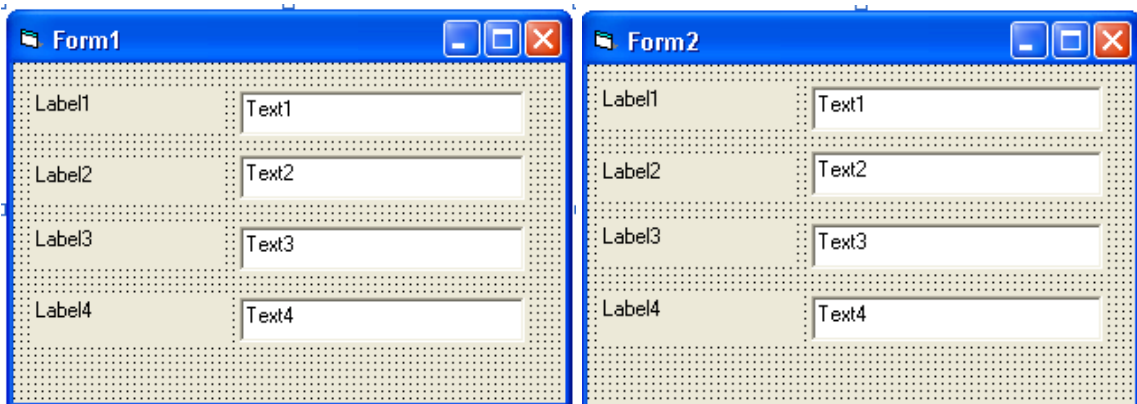 Form1
Label1 Text1
Label2 Text2
Label3 Text3
Label4 Text4
Form2
Label1 Text1
Label2 Text2
Label3 Text3
Label4 Text4